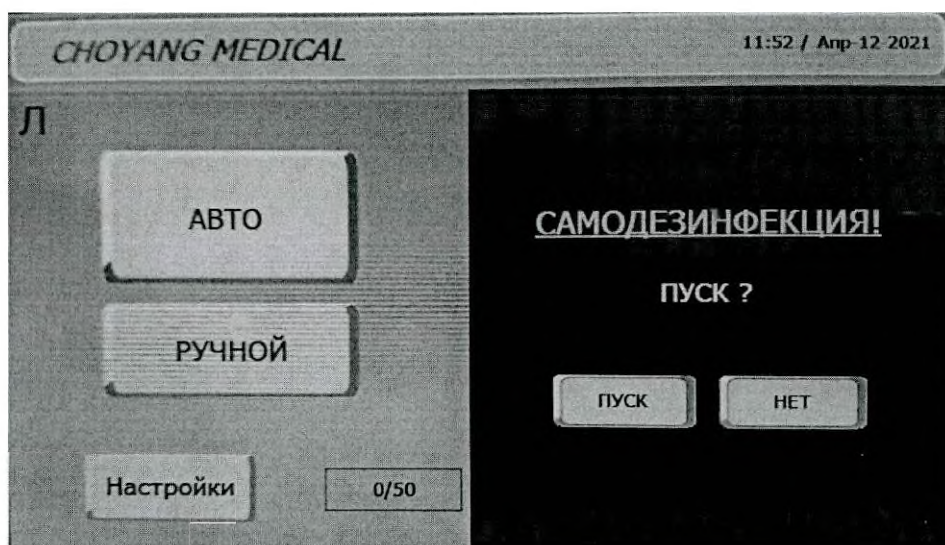 CHOYANG MEDICAL
11:52 / Апр-12-2021
Л
АВТО
РУЧНОЙ
Настройки
0/50
САМОДЕЗИНФЕКЦИЯ!
ПУСК ?
ПУСК
НЕТ